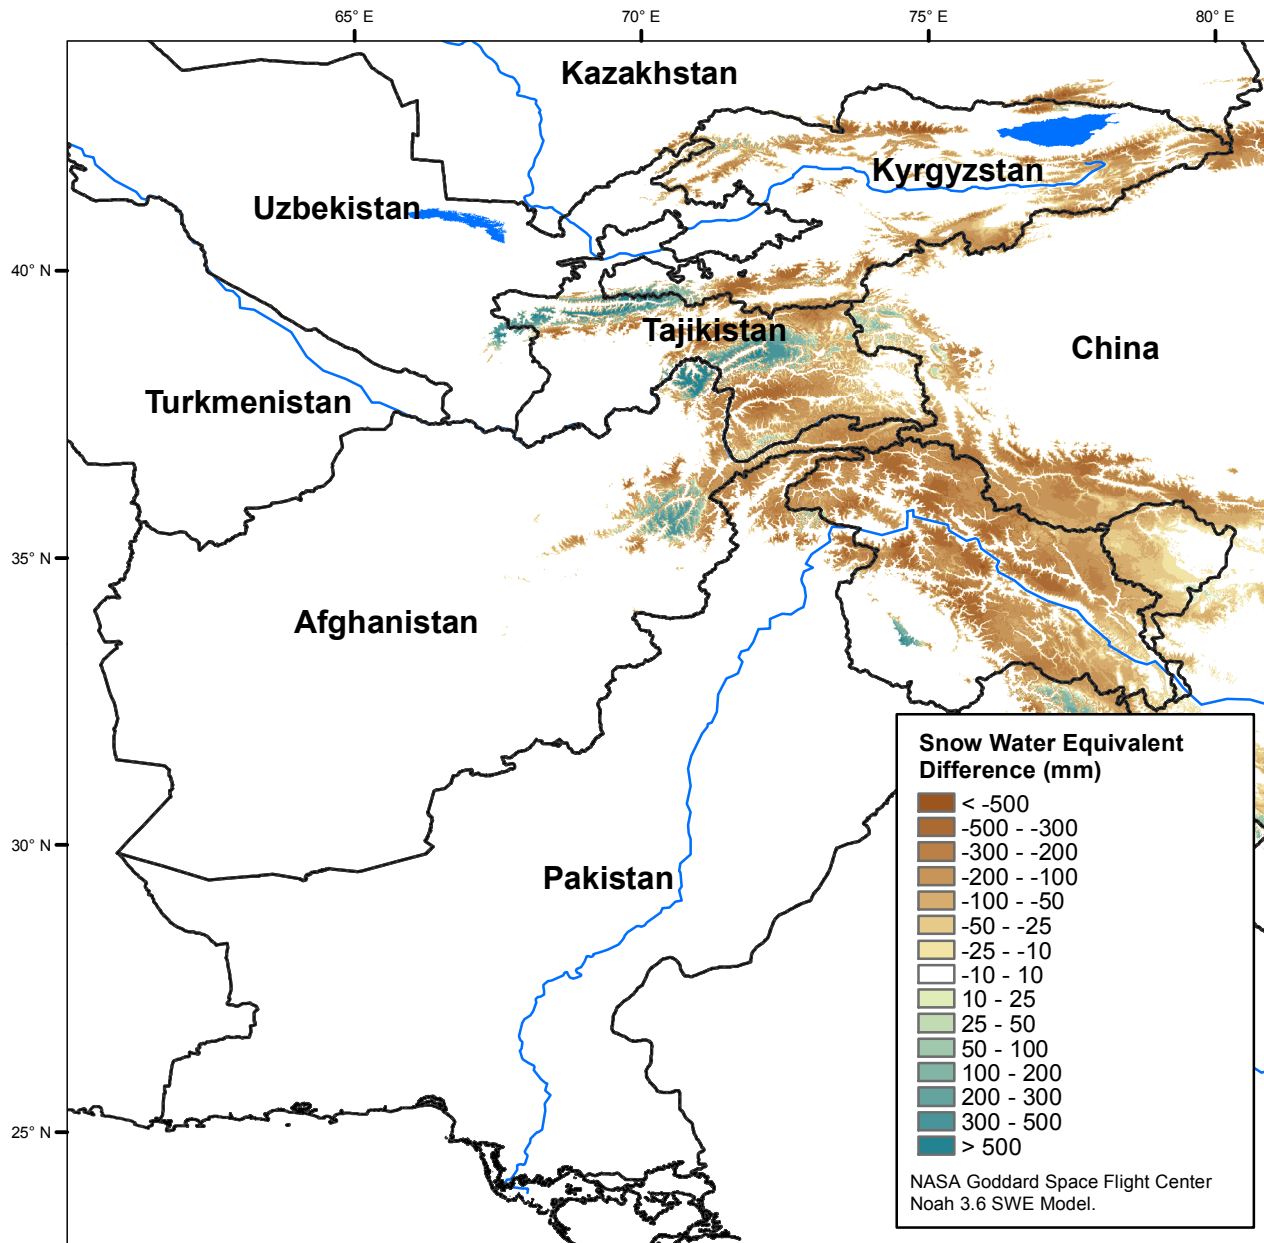 65° E
70° E
75° E
80° E
Kazakhstan
Kyrgyzstan
Uzbekistan
40° N
Tajikistan
China
Turkmenistan
35° N
Afghanistan
30° N
Pakistan
25° N
Snow Water Equivalent
Difference (mm)
< -500
-500 - -300
-300 - -200
-200 - -100
-100 - -50
-50 - -25
-25 - -10
-10 - 10
10 - 25
25 - 50
50 - 100
100 - 200
200 - 300
300 - 500
> 500
NASA Goddard Space Flight Center
Noah 3.6 SWE Model.